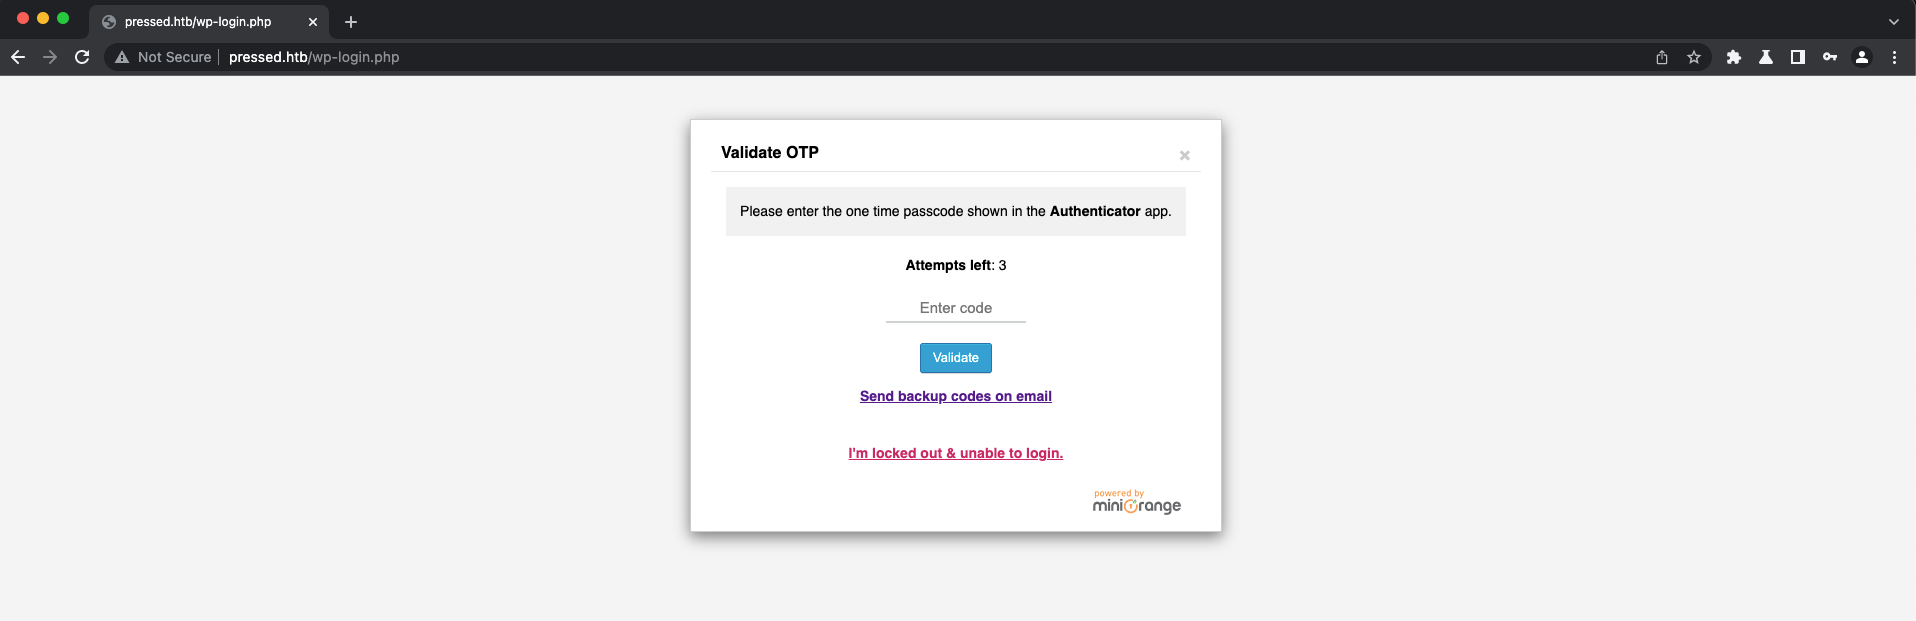 pressed.htb/wp-login.php
Not Secure pressed.htb/wp-login.php
Validate OTP
Please enter the one time passcode shown in the Authenticator app.
Attempts left: 3
Enter code
Validate
Send backup codes on email
I'm locked out & unable to login.
powered by
miniOrange